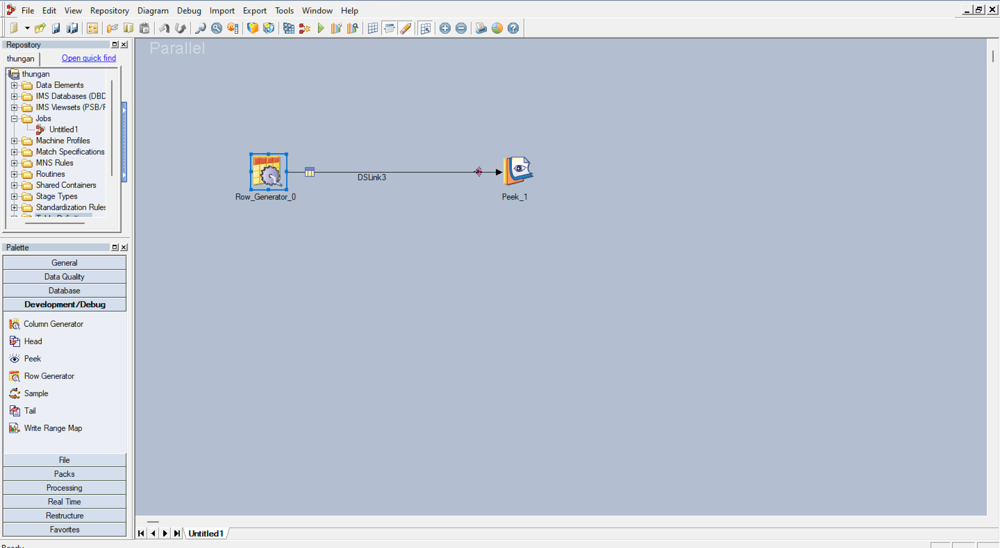 File Edit View Repository Diagram Debug Import Export Tools Window Help
Repository
thungan Open quick find
thungan
Data Elements
IMS Databases (DBD
IMS Viewsets (PSB/F
Jobs
Untitled1
Machine Profiles
Match Specifications
MNS Rules
Routines
Shared Containers
Stage Types
Standardization Rules
Palette
General
Data Quality
Database
Development/Debug
Column Generator
Head
Peek
Row Generator
Sample
Tail
Write Range Map
File
Packs
Processing
Real Time
Restructure
Favorites
Parallel
DSLink3
Row_Generator_0
Peek_1
Untitled1